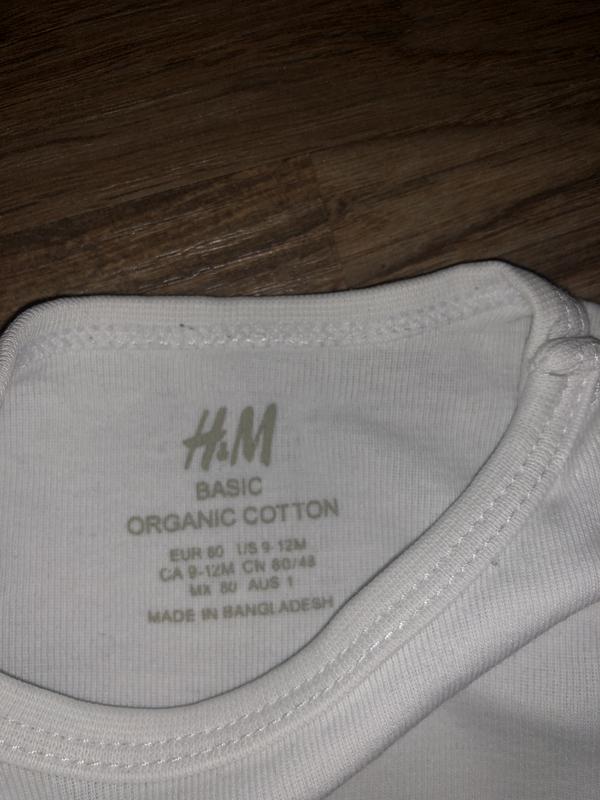 H&M
BASIC
ORGANIC COTTON
EUR 80 US 9-12M
CA 9-12M CN 80/48
MX 80 AUS 1
MADE IN BANGLADESH